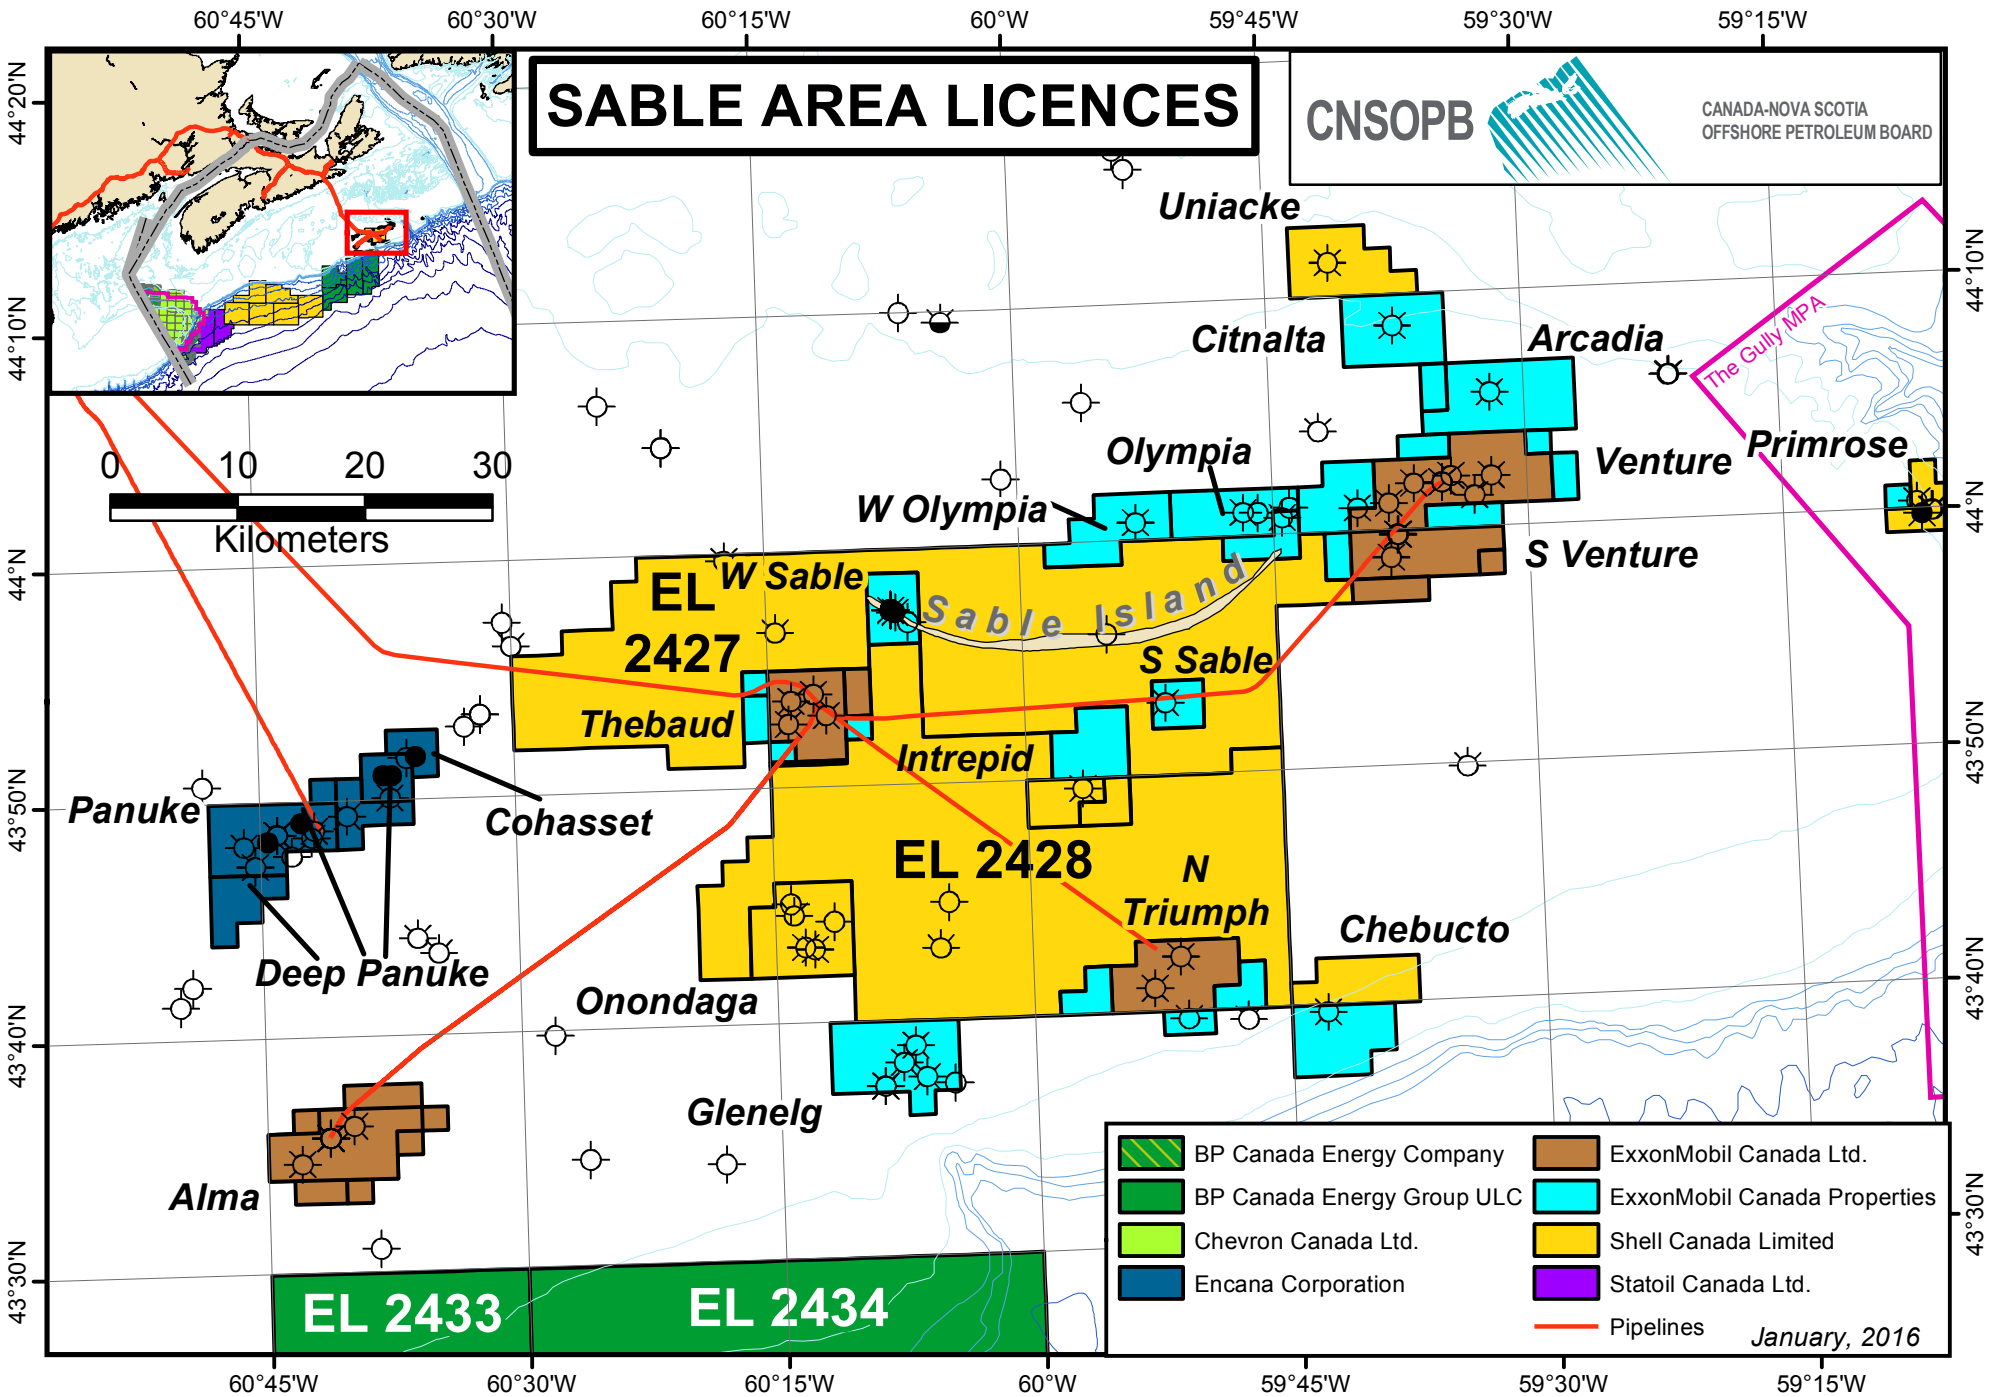 60°45'W 60°30'W 60°15'W 60°W 59°45'W 59°30'W 59°15'W
SABLE AREA LICENCES
CNSOPB
CANADA-NOVA SCOTIA
OFFSHORE PETROLEUM BOARD
44°20'N
44°10'N
44°N
43°50'N
43°40'N
43°30'N
44°10'N
44°N
43°50'N
43°40'N
43°30'N
Uniacke
Citnalta
Arcadia
The Gully MPA
Primrose
Olympia
Venture
W Olympia
S Venture
0 10 20 30
Kilometers
EL
2427
W Sable
Sable Island
S Sable
Thebaud
Intrepid
Panuke
Cohasset
EL 2428
N
Triumph
Chebucto
Deep Panuke
Onondaga
Glenelg
Alma
EL 2433
EL 2434
BP Canada Energy Company
BP Canada Energy Group ULC
Chevron Canada Ltd.
Encana Corporation
ExxonMobil Canada Ltd.
ExxonMobil Canada Properties
Shell Canada Limited
Statoil Canada Ltd.
Pipelines
January, 2016
60°45'W 60°30'W 60°15'W 60°W 59°45'W 59°30'W 59°15'W